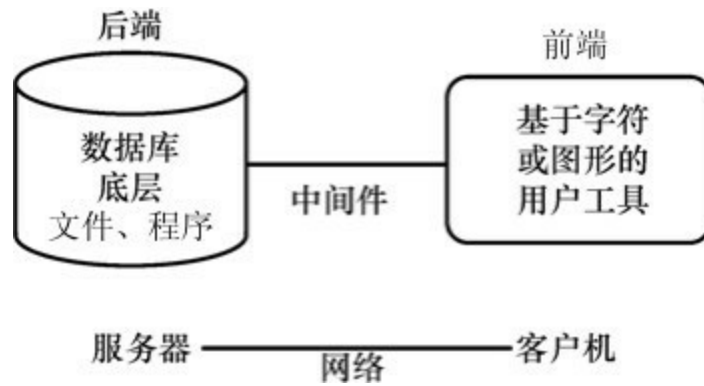 后端
前端
数据库
底层
文件、程序
中间件
基于字符
或图形的
用户工具
服务器
网络
客户机